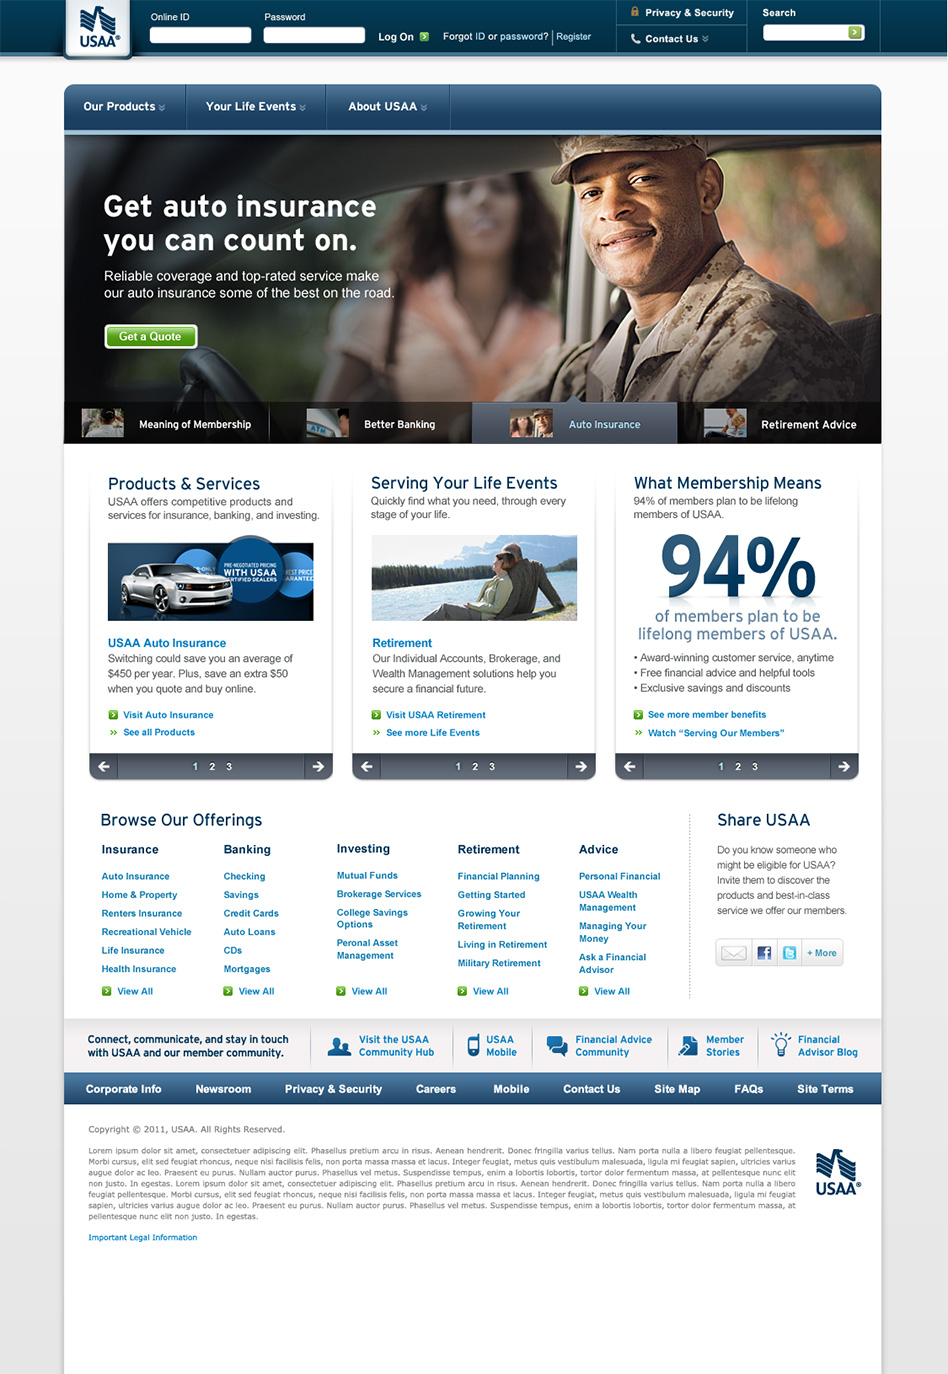 USAA®
Online ID
Password
Log On
Forgot ID or password? | Register
Privacy & Security
Contact Us
Search
Our Products
Your Life Events
About USAA
Get auto insurance
you can count on.
Reliable coverage and top-rated service make
our auto insurance some of the best on the road.
Get a Quote
Meaning of Membership
ATM
Better Banking
Auto Insurance
Retirement Advice
Products & Services
USAA offers competitive products and
services for insurance, banking, and investing.
PRE-NEGOTIATED PRICING
WITH USAA
CERTIFIED DEALERS
USAA Auto Insurance
Switching could save you an average of
$450 per year. Plus, save an extra $50
when you quote and buy online.
Visit Auto Insurance
See all Products
1 2 3
Serving Your Life Events
Quickly find what you need, through every
stage of your life.
Retirement
Our Individual Accounts, Brokerage, and
Wealth Management solutions help you
secure a financial future.
Visit USAA Retirement
See more Life Events
1 2 3
What Membership Means
94% of members plan to be lifelong
members of USAA.
94%
of members plan to be
lifelong members of USAA.
• Award-winning customer service, anytime
• Free financial advice and helpful tools
• Exclusive savings and discounts
See more member benefits
Watch “Serving Our Members”
1 2 3
Browse Our Offerings
Insurance
Auto Insurance
Home & Property
Renters Insurance
Recreational Vehicle
Life Insurance
Health Insurance
View All
Banking
Checking
Savings
Credit Cards
Auto Loans
CDs
Mortgages
View All
Investing
Mutual Funds
Brokerage Services
College Savings
Options
Peronal Asset
Management
View All
Retirement
Financial Planning
Getting Started
Growing Your
Retirement
Living in Retirement
Military Retirement
View All
Advice
Personal Financial
USAA Wealth
Management
Managing Your
Money
Ask a Financial
Advisor
View All
Share USAA
Do you know someone who
might be eligible for USAA?
Invite them to discover the
products and best-in-class
service we offer our members.
+ More
Connect, communicate, and stay in touch
with USAA and our member community.
Visit the USAA
Community Hub
USAA
Mobile
Financial Advice
Community
Member
Stories
Financial
Advisor Blog
Corporate Info
Newsroom
Privacy & Security
Careers
Mobile
Contact Us
Site Map
FAQs
Site Terms
Copyright © 2011, USAA. All Rights Reserved.
Lorem ipsum dolor sit amet, consectetuer adipiscing elit. Phasellus pretium arcu in risus. Aenean hendrerit. Donec fringilla varius tellus. Nam porta nulla a libero feugiat pellentesque.
Morbi cursus, elit sed feugiat rhoncus, neque nisi facilisis felis, non porta massa massa et lacus. Integer feugiat, metus quis vestibulum malesuada, ligula mi feugiat sapien, ultricies varius
augue dolor ac leo. Praesent eu purus. Nullam auctor purus. Phasellus vel metus. Suspendisse tempus, enim a lobortis lobortis, tortor dolor fermentum massa, at pellentesque nunc elit
non justo. In egestas. Lorem ipsum dolor sit amet, consectetuer adipiscing elit. Phasellus pretium arcu in risus. Aenean hendrerit. Donec fringilla varius tellus. Nam porta nulla a libero
feugiat pellentesque. Morbi cursus, elit sed feugiat rhoncus, neque nisi facilisis felis, non porta massa massa et lacus. Integer feugiat, metus quis vestibulum malesuada, ligula mi feugiat
sapien, ultricies varius augue dolor ac leo. Praesent eu purus. Nullam auctor purus. Phasellus vel metus. Suspendisse tempus, enim a lobortis lobortis, tortor dolor fermentum massa, at
pellentesque nunc elit non justo. In egestas.
Important Legal Information
USAA®